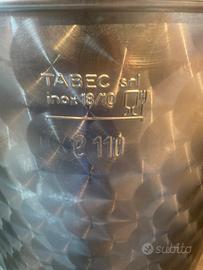 TABEC srl
inox 18/10
e 110
subito